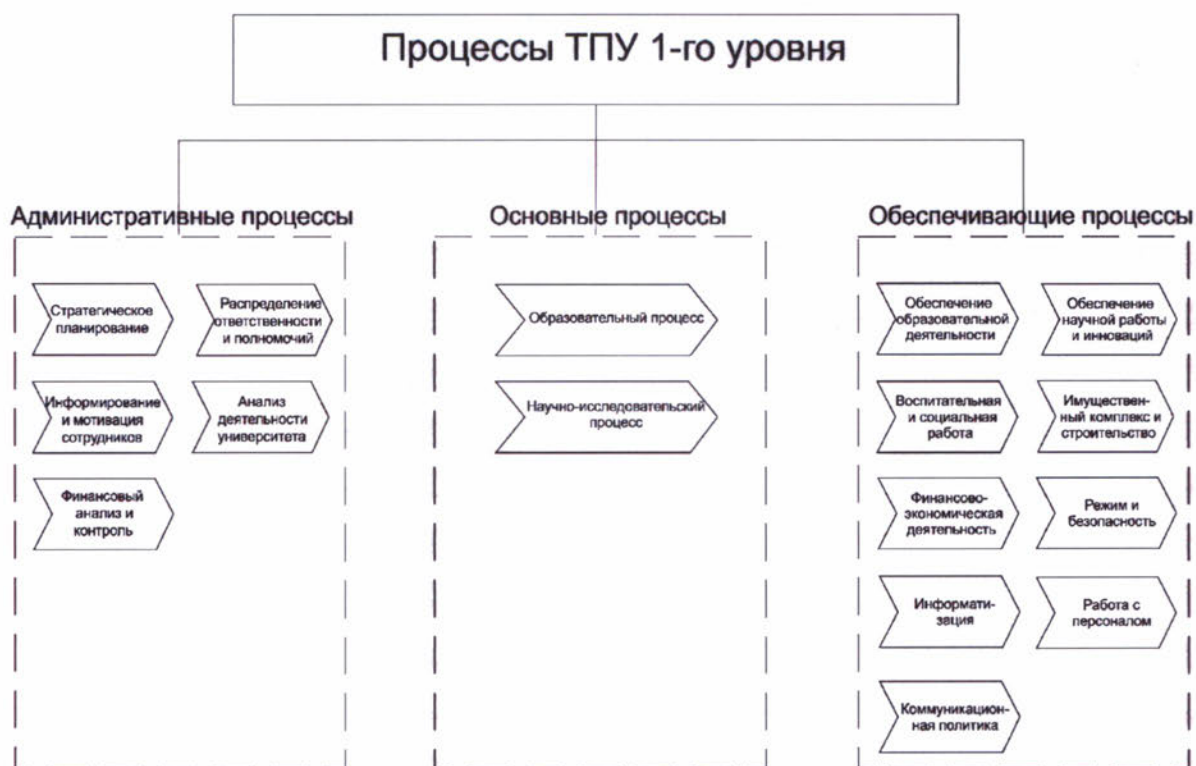 Процессы ТПУ 1-го уровня
Административные процессы
Стратегическое
планирование
Распределение
ответственности
и полномочий
Информирование
и мотивация
сотрудников
Анализ
деятельности
университета
Финансовый
анализ и
контроль
Основные процессы
Образовательный процесс
Научно-исследовательский
процесс
Обеспечивающие процессы
Обеспечение
образовательной
деятельности
Обеспечение
научной работы
и инноваций
Воспитательная
и социальная
работа
Имуществен-
ный комплекс и
строительство
Финансово-
экономическая
деятельность
Режим и
безопасность
Информати-
зация
Работа с
персоналом
Коммуникацион-
ная политика